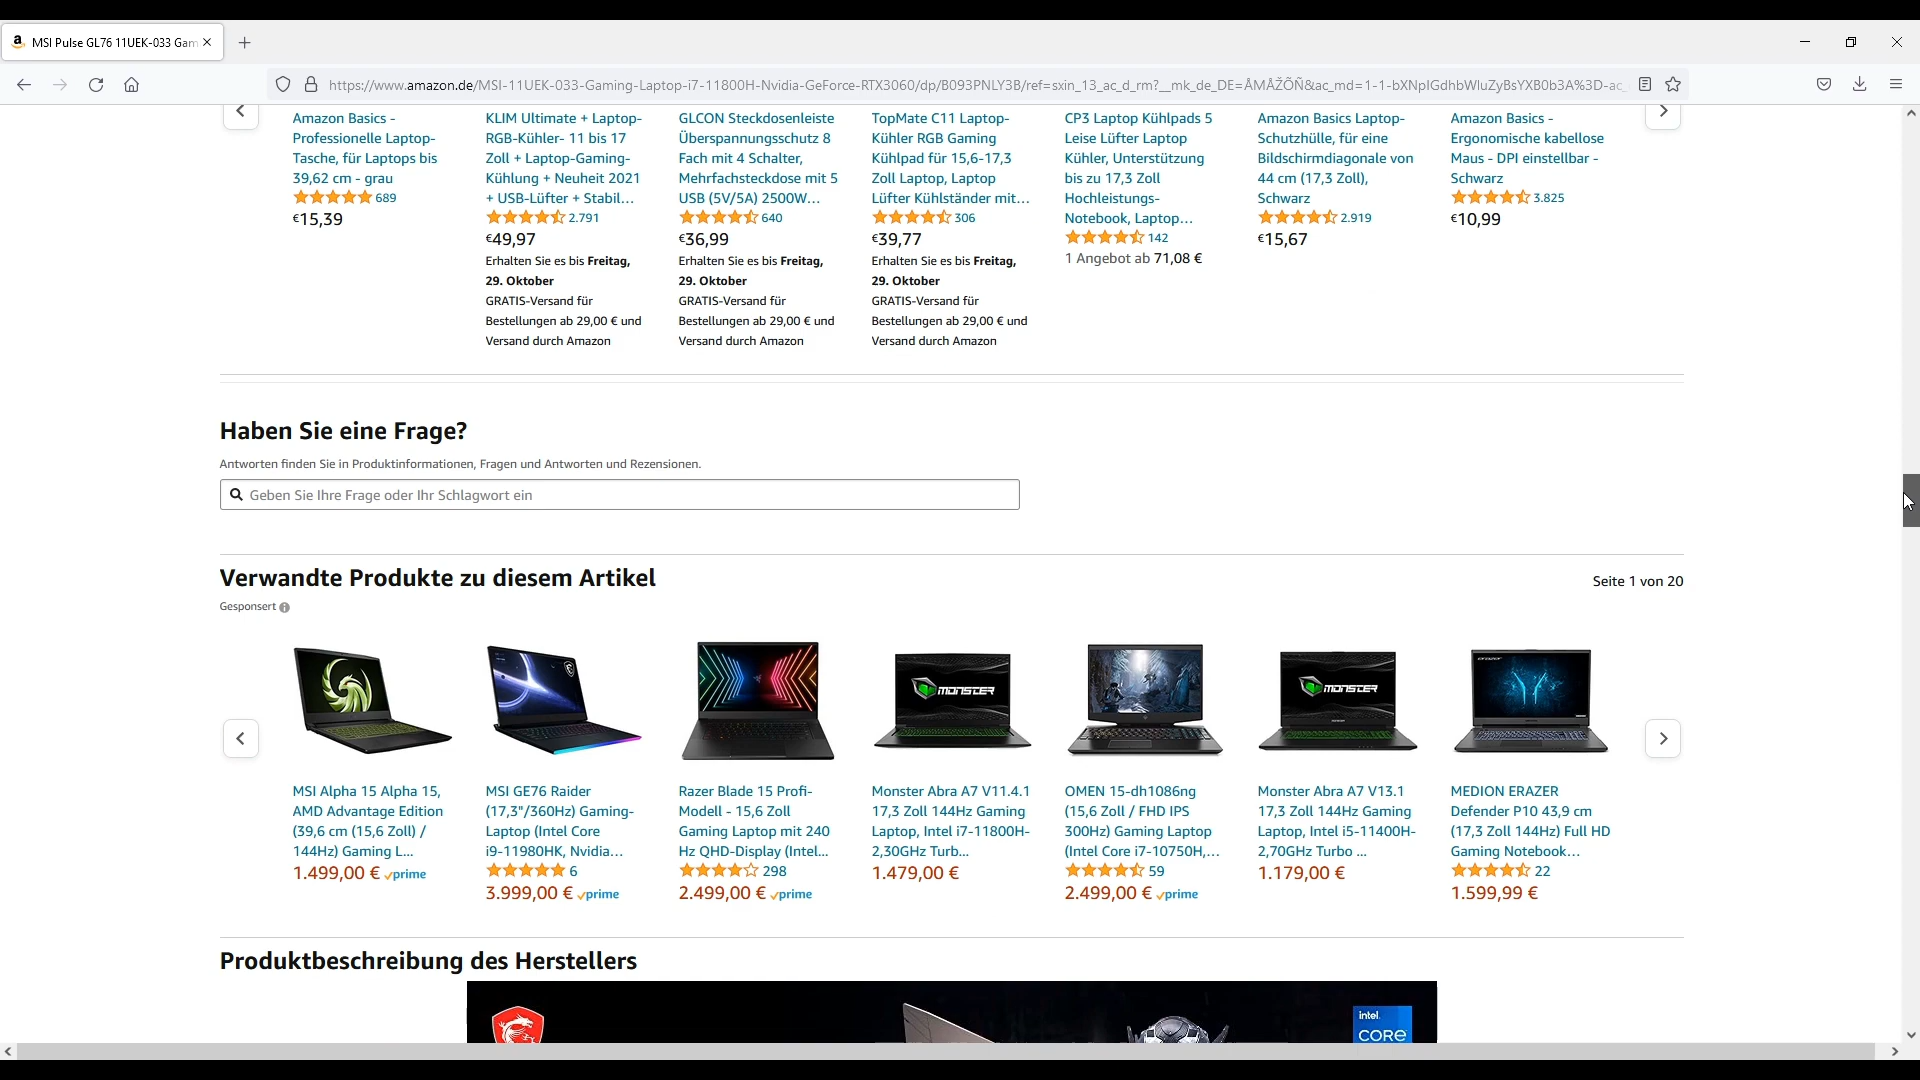 MSI Pulse GL76 11UEK-033 Gam
https://www.amazon.de/MSI-11UEK-033-Gaming-Laptop-i7-11800H-Nvidia-GeForce-RTX3060/dp/B093PNLY3B/ref=sxin_13_ac_d_rm?__mk_de_DE=ÅMÅŽÕÑ&ac_md=1-1-bXNpIGdhbWluZyBsYXB0b3A%3D-ac_
Amazon Basics -
Professionelle Laptop-
Tasche, für Laptops bis
39,62 cm - grau
689
€15,39
KLIM Ultimate + Laptop-
RGB-Kühler- 11 bis 17
Zoll + Laptop-Gaming-
Kühlung + Neuheit 2021
+ USB-Lüfter + Stabil...
2.791
€49,97
Erhalten Sie es bis Freitag,
29. Oktober
GRATIS-Versand für
Bestellungen ab 29,00 € und
Versand durch Amazon
GLCON Steckdosenleiste
Überspannungsschutz 8
Fach mit 4 Schalter,
Mehrfachsteckdose mit 5
USB (5V/5A) 2500W...
640
€36,99
Erhalten Sie es bis Freitag,
29. Oktober
GRATIS-Versand für
Bestellungen ab 29,00 € und
Versand durch Amazon
TopMate C11 Laptop-
Kühler RGB Gaming
Kühlpad für 15,6-17,3
Zoll Laptop, Laptop
Lüfter Kühlständer mit...
306
€39,77
Erhalten Sie es bis Freitag,
29. Oktober
GRATIS-Versand für
Bestellungen ab 29,00 € und
Versand durch Amazon
CP3 Laptop Kühlpads 5
Leise Lüfter Laptop
Kühler, Unterstützung
bis zu 17,3 Zoll
Hochleistungs-
Notebook, Laptop...
142
1 Angebot ab 71,08 €
Amazon Basics Laptop-
Schutzhülle, für eine
Bildschirmdiagonale von
44 cm (17,3 Zoll),
Schwarz
2.919
€15,67
Amazon Basics -
Ergonomische kabellose
Maus - DPI einstellbar -
Schwarz
3.825
€10,99
Haben Sie eine Frage?
Antworten finden Sie in Produktinformationen, Fragen und Antworten und Rezensionen.
Geben Sie Ihre Frage oder Ihr Schlagwort ein
Verwandte Produkte zu diesem Artikel
Seite 1 von 20
Gesponsert
MONSTER
MONSTER
MSI Alpha 15 Alpha 15,
AMD Advantage Edition
(39,6 cm (15,6 Zoll) /
144Hz) Gaming L...
1.499,00 € prime
MSI GE76 Raider
(17,3"/360Hz) Gaming-
Laptop (Intel Core
i9-11980HK, Nvidia...
6
3.999,00 € prime
Razer Blade 15 Profi-
Modell - 15,6 Zoll
Gaming Laptop mit 240
Hz QHD-Display (Intel...
298
2.499,00 € prime
Monster Abra A7 V11.4.1
17,3 Zoll 144Hz Gaming
Laptop, Intel i7-11800H-
2,30GHz Turb...
1.479,00 €
OMEN 15-dh1086ng
(15,6 Zoll / FHD IPS
300Hz) Gaming Laptop
(Intel Core i7-10750H,...
59
2.499,00 € prime
Monster Abra A7 V13.1
17,3 Zoll 144Hz Gaming
Laptop, Intel i5-11400H-
2,70GHz Turbo ...
1.179,00 €
MEDION ERAZER
Defender P10 43,9 cm
(17,3 Zoll 144Hz) Full HD
Gaming Notebook...
22
1.599,99 €
Produktbeschreibung des Herstellers
intel.
CORE